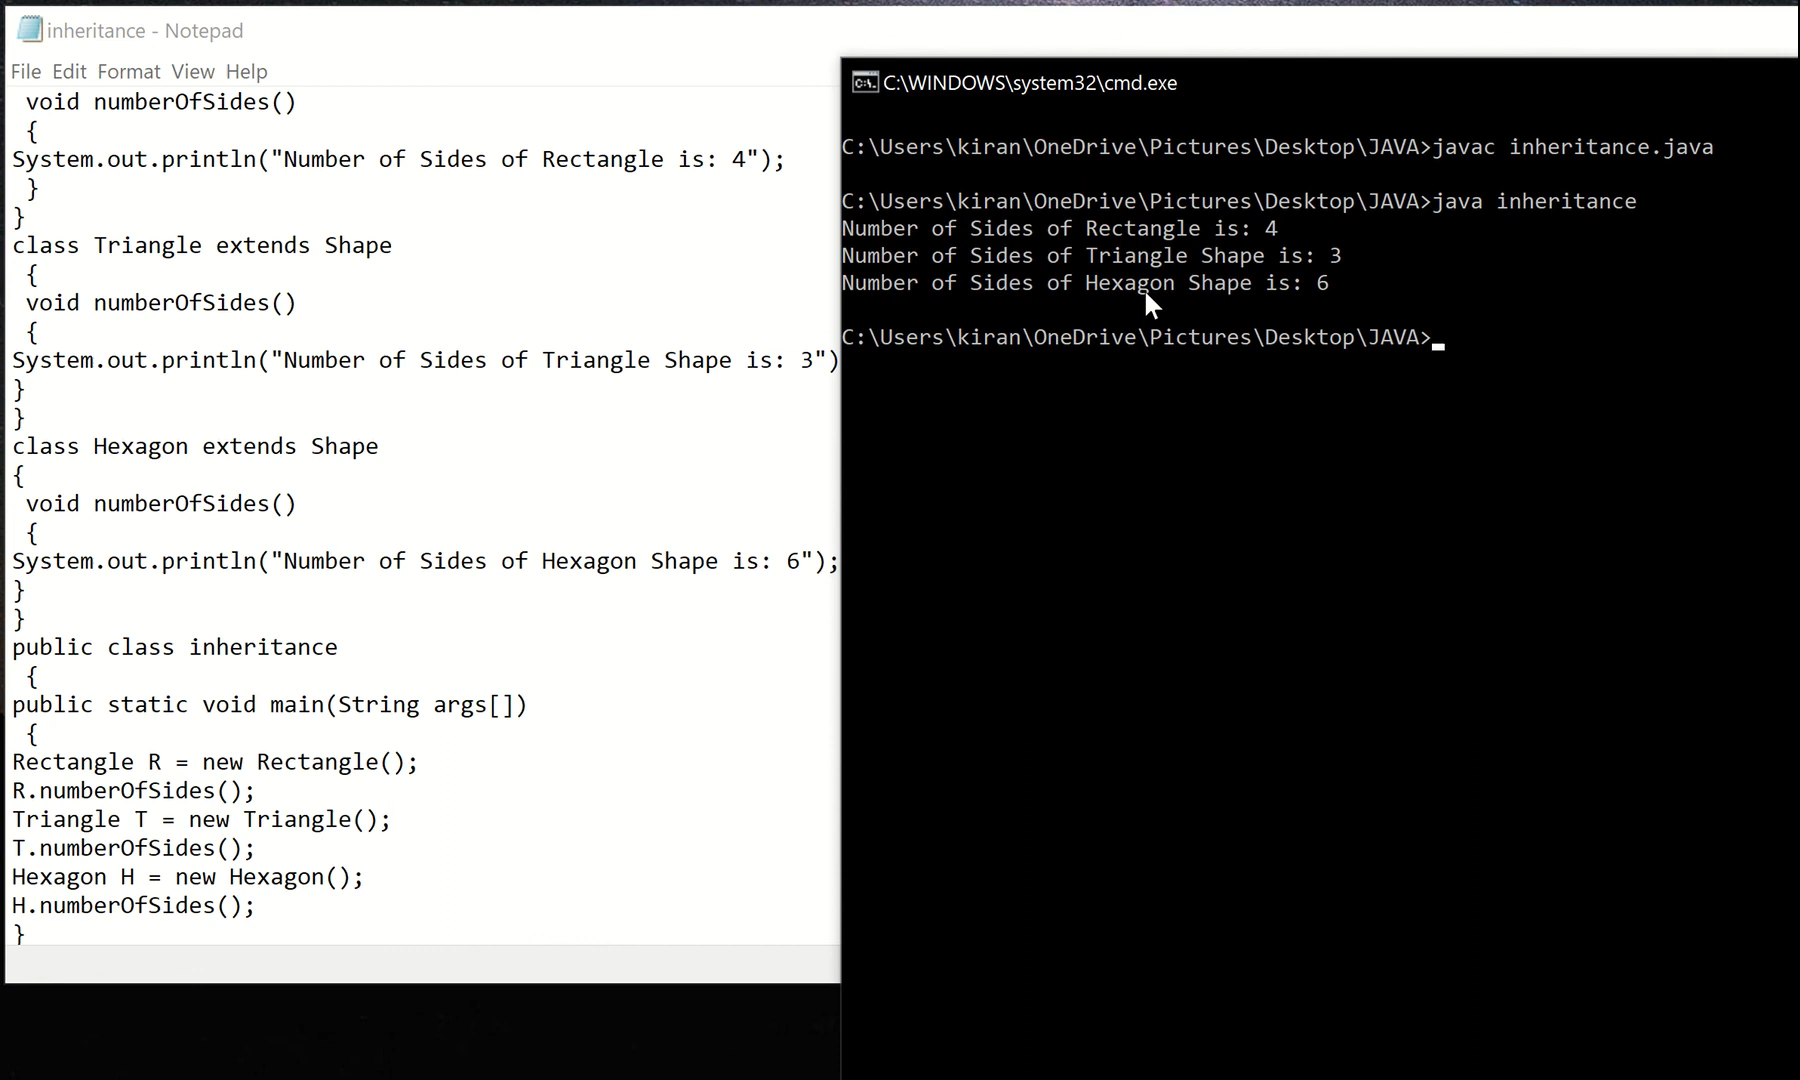 inheritance - Notepad
File Edit Format View Help
void numberOfSides()
{
System.out.println("Number of Sides of Rectangle is: 4");
}
}
class Triangle extends Shape
{
void numberOfSides()
{
System.out.println("Number of Sides of Triangle Shape is: 3")
}
}
class Hexagon extends Shape
{
void numberOfSides()
{
System.out.println("Number of Sides of Hexagon Shape is: 6");
}
}
public class inheritance
{
public static void main(String args[])
{
Rectangle R = new Rectangle();
R.numberOfSides();
Triangle T = new Triangle();
T.numberOfSides();
Hexagon H = new Hexagon();
H.numberOfSides();
}
C:\WINDOWS\system32\cmd.exe
C:\Users\kiran\OneDrive\Pictures\Desktop\JAVA>javac inheritance.java
C:\Users\kiran\OneDrive\Pictures\Desktop\JAVA>java inheritance
Number of Sides of Rectangle is: 4
Number of Sides of Triangle Shape is: 3
Number of Sides of Hexagon Shape is: 6
C:\Users\kiran\OneDrive\Pictures\Desktop\JAVA>